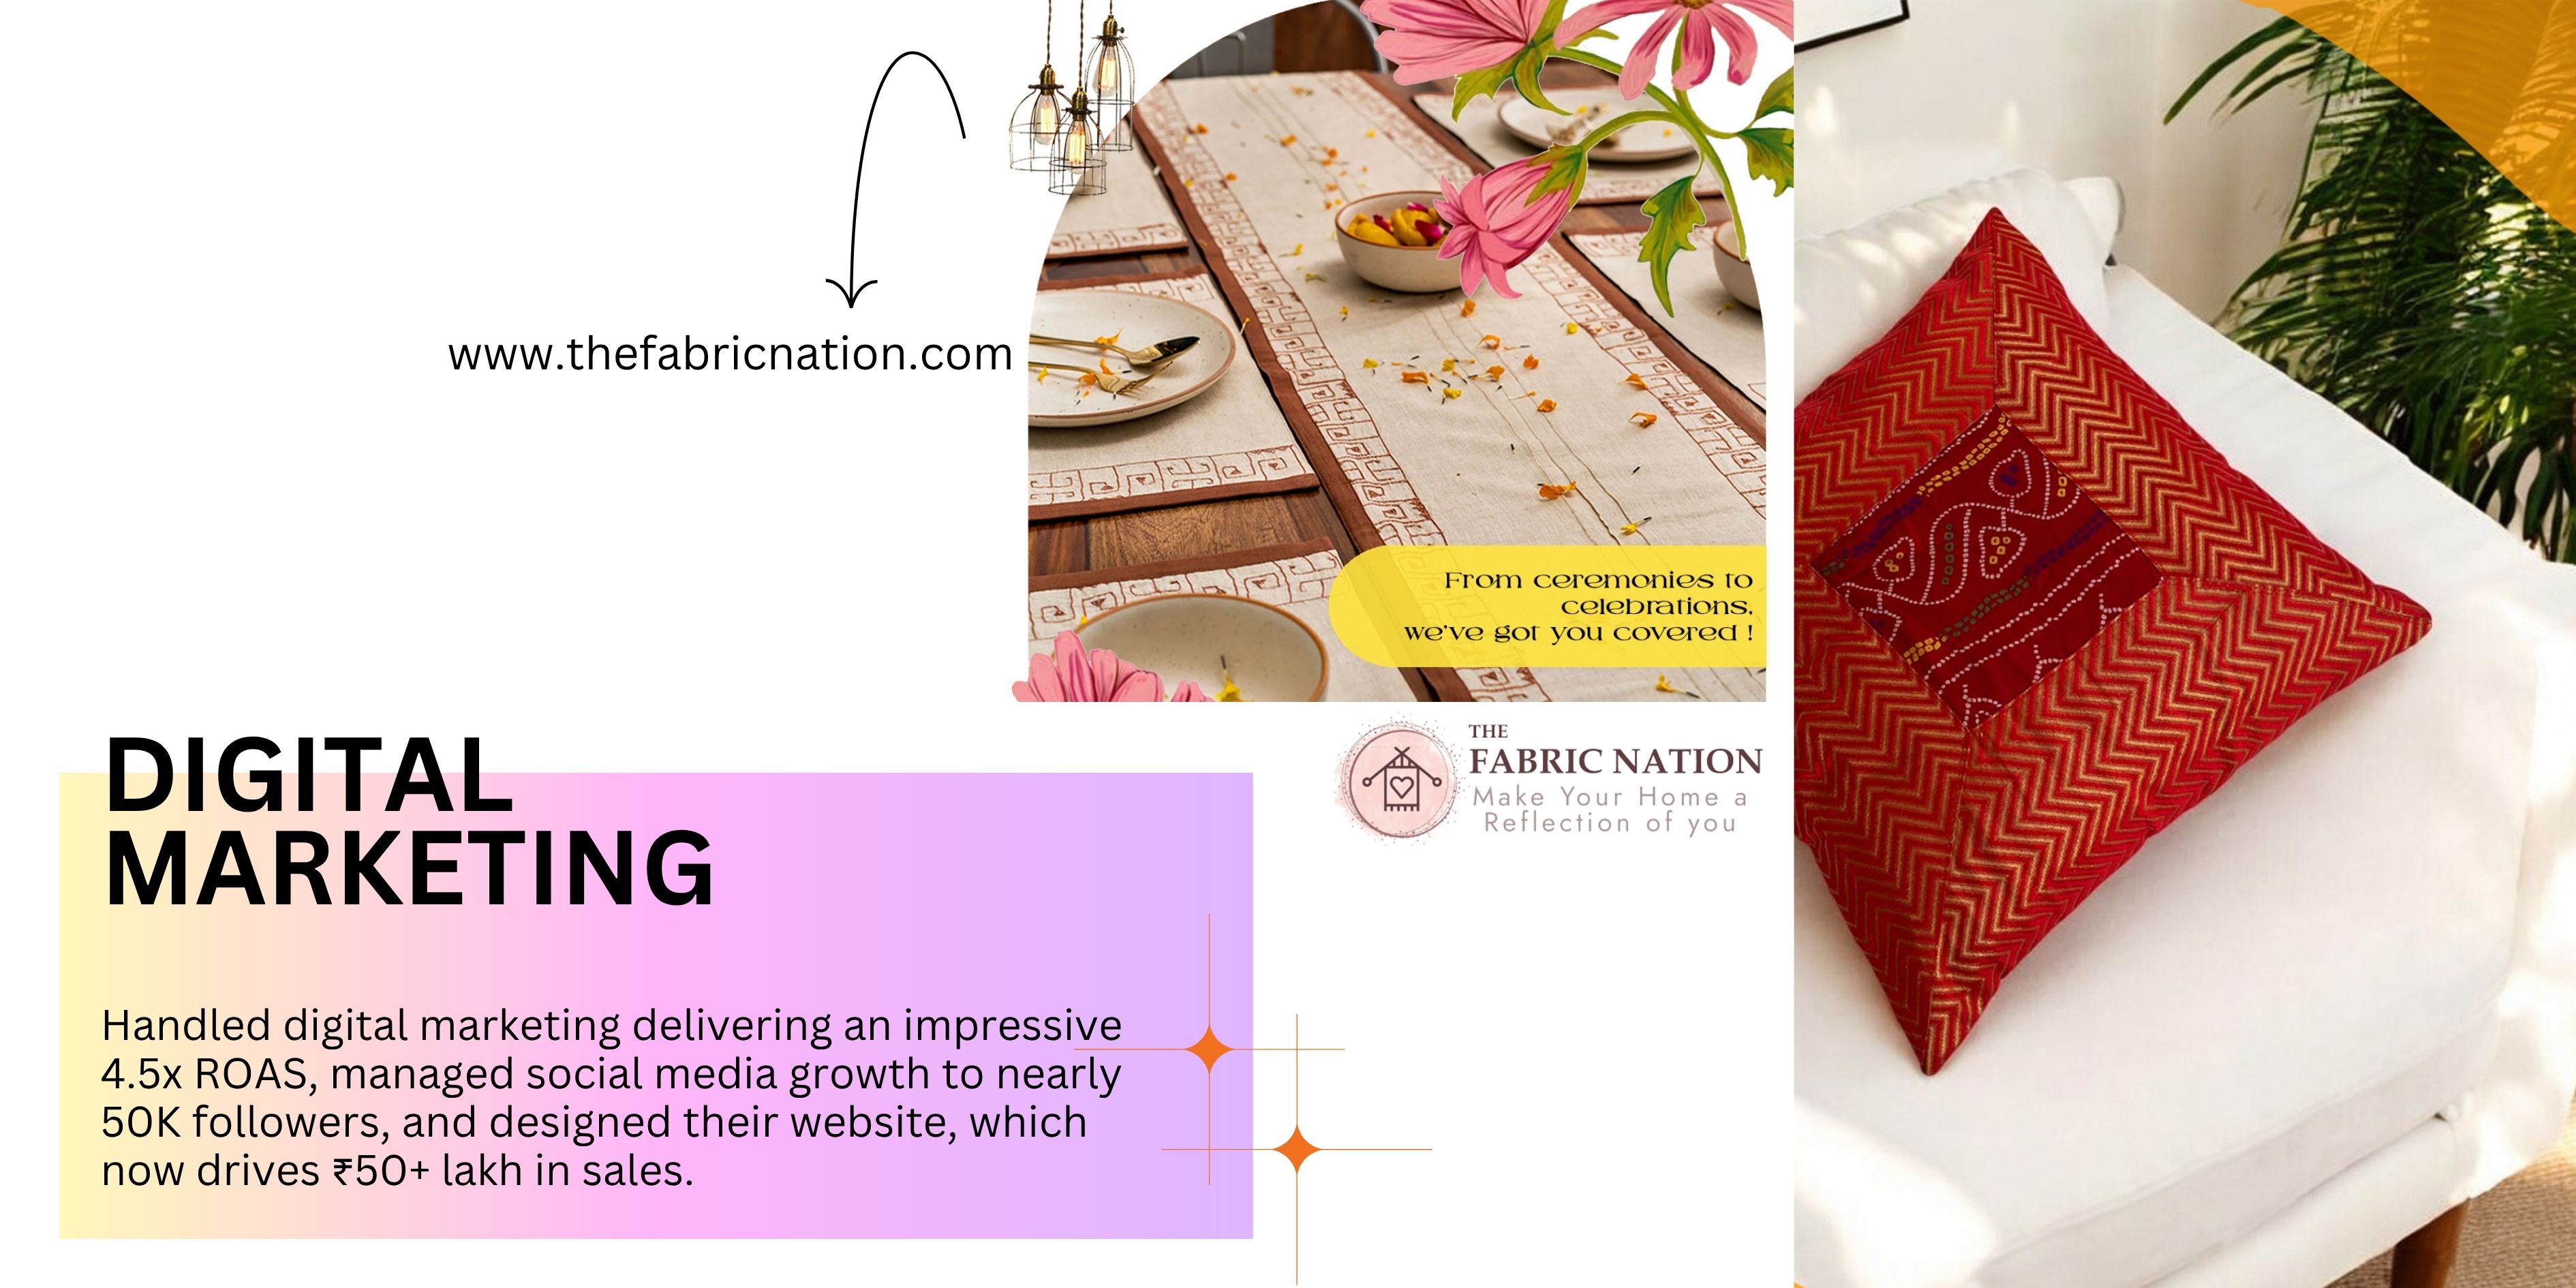 www.thefabricnation.com
From ceremonies to
celebrations,
we've got you covered !
THE
FABRIC NATION
Make Your Home a
Reflection of you
DIGITAL
MARKETING
Handled digital marketing delivering an impressive
4.5x ROAS, managed social media growth to nearly
50K followers, and designed their website, which
now drives ₹50+ lakh in sales.